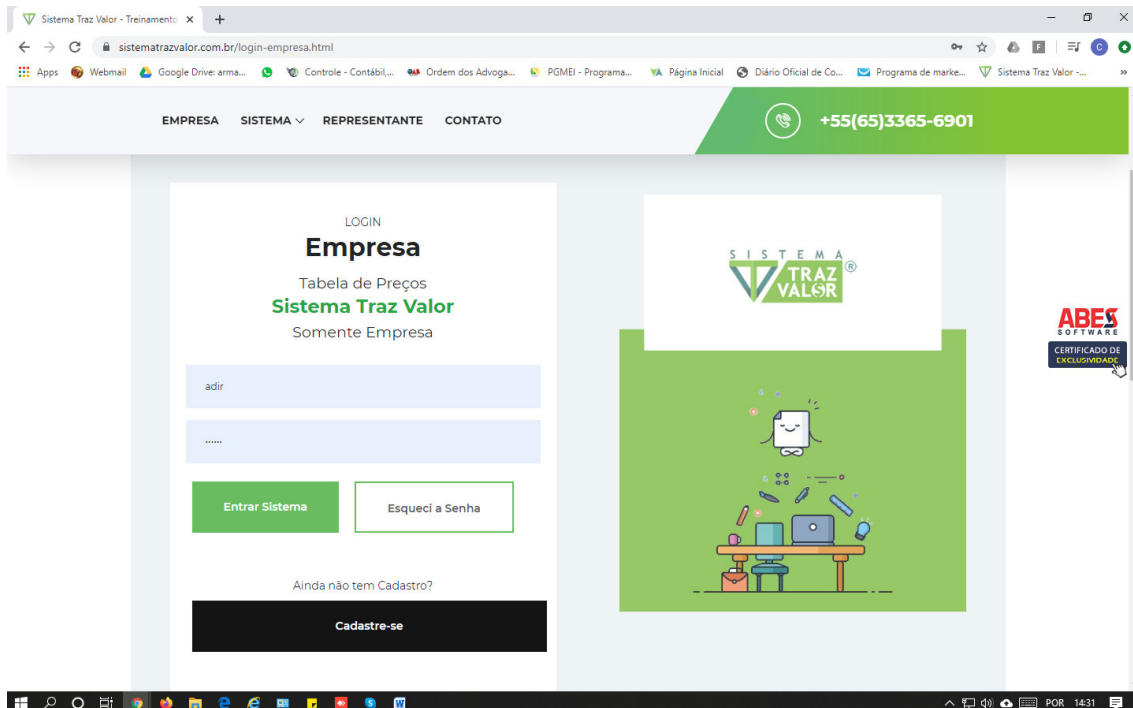 Sistema Traz Valor - Treinamento
sistematrazvalor.com.br/login-empresa.html
Apps Webmail Google Drive: arma... Controle - Contábil,... Ordem dos Advoga... PGMEI - Programa... Página Inicial Diário Oficial de Co... Programa de marke... Sistema Traz Valor -... »
EMPRESA SISTEMA REPRESENTANTE CONTATO +55(65)3365-6901
LOGIN
Empresa
Tabela de Preços
Sistema Traz Valor
Somente Empresa
adir
......
Entrar Sistema Esqueci a Senha
Ainda não tem Cadastro?
Cadastre-se
SISTEMA
TRAZ ®
VALOR
ABES
SOFTWARE
CERTIFICADO DE
EXCLUSIVIDADE
POR 14:31